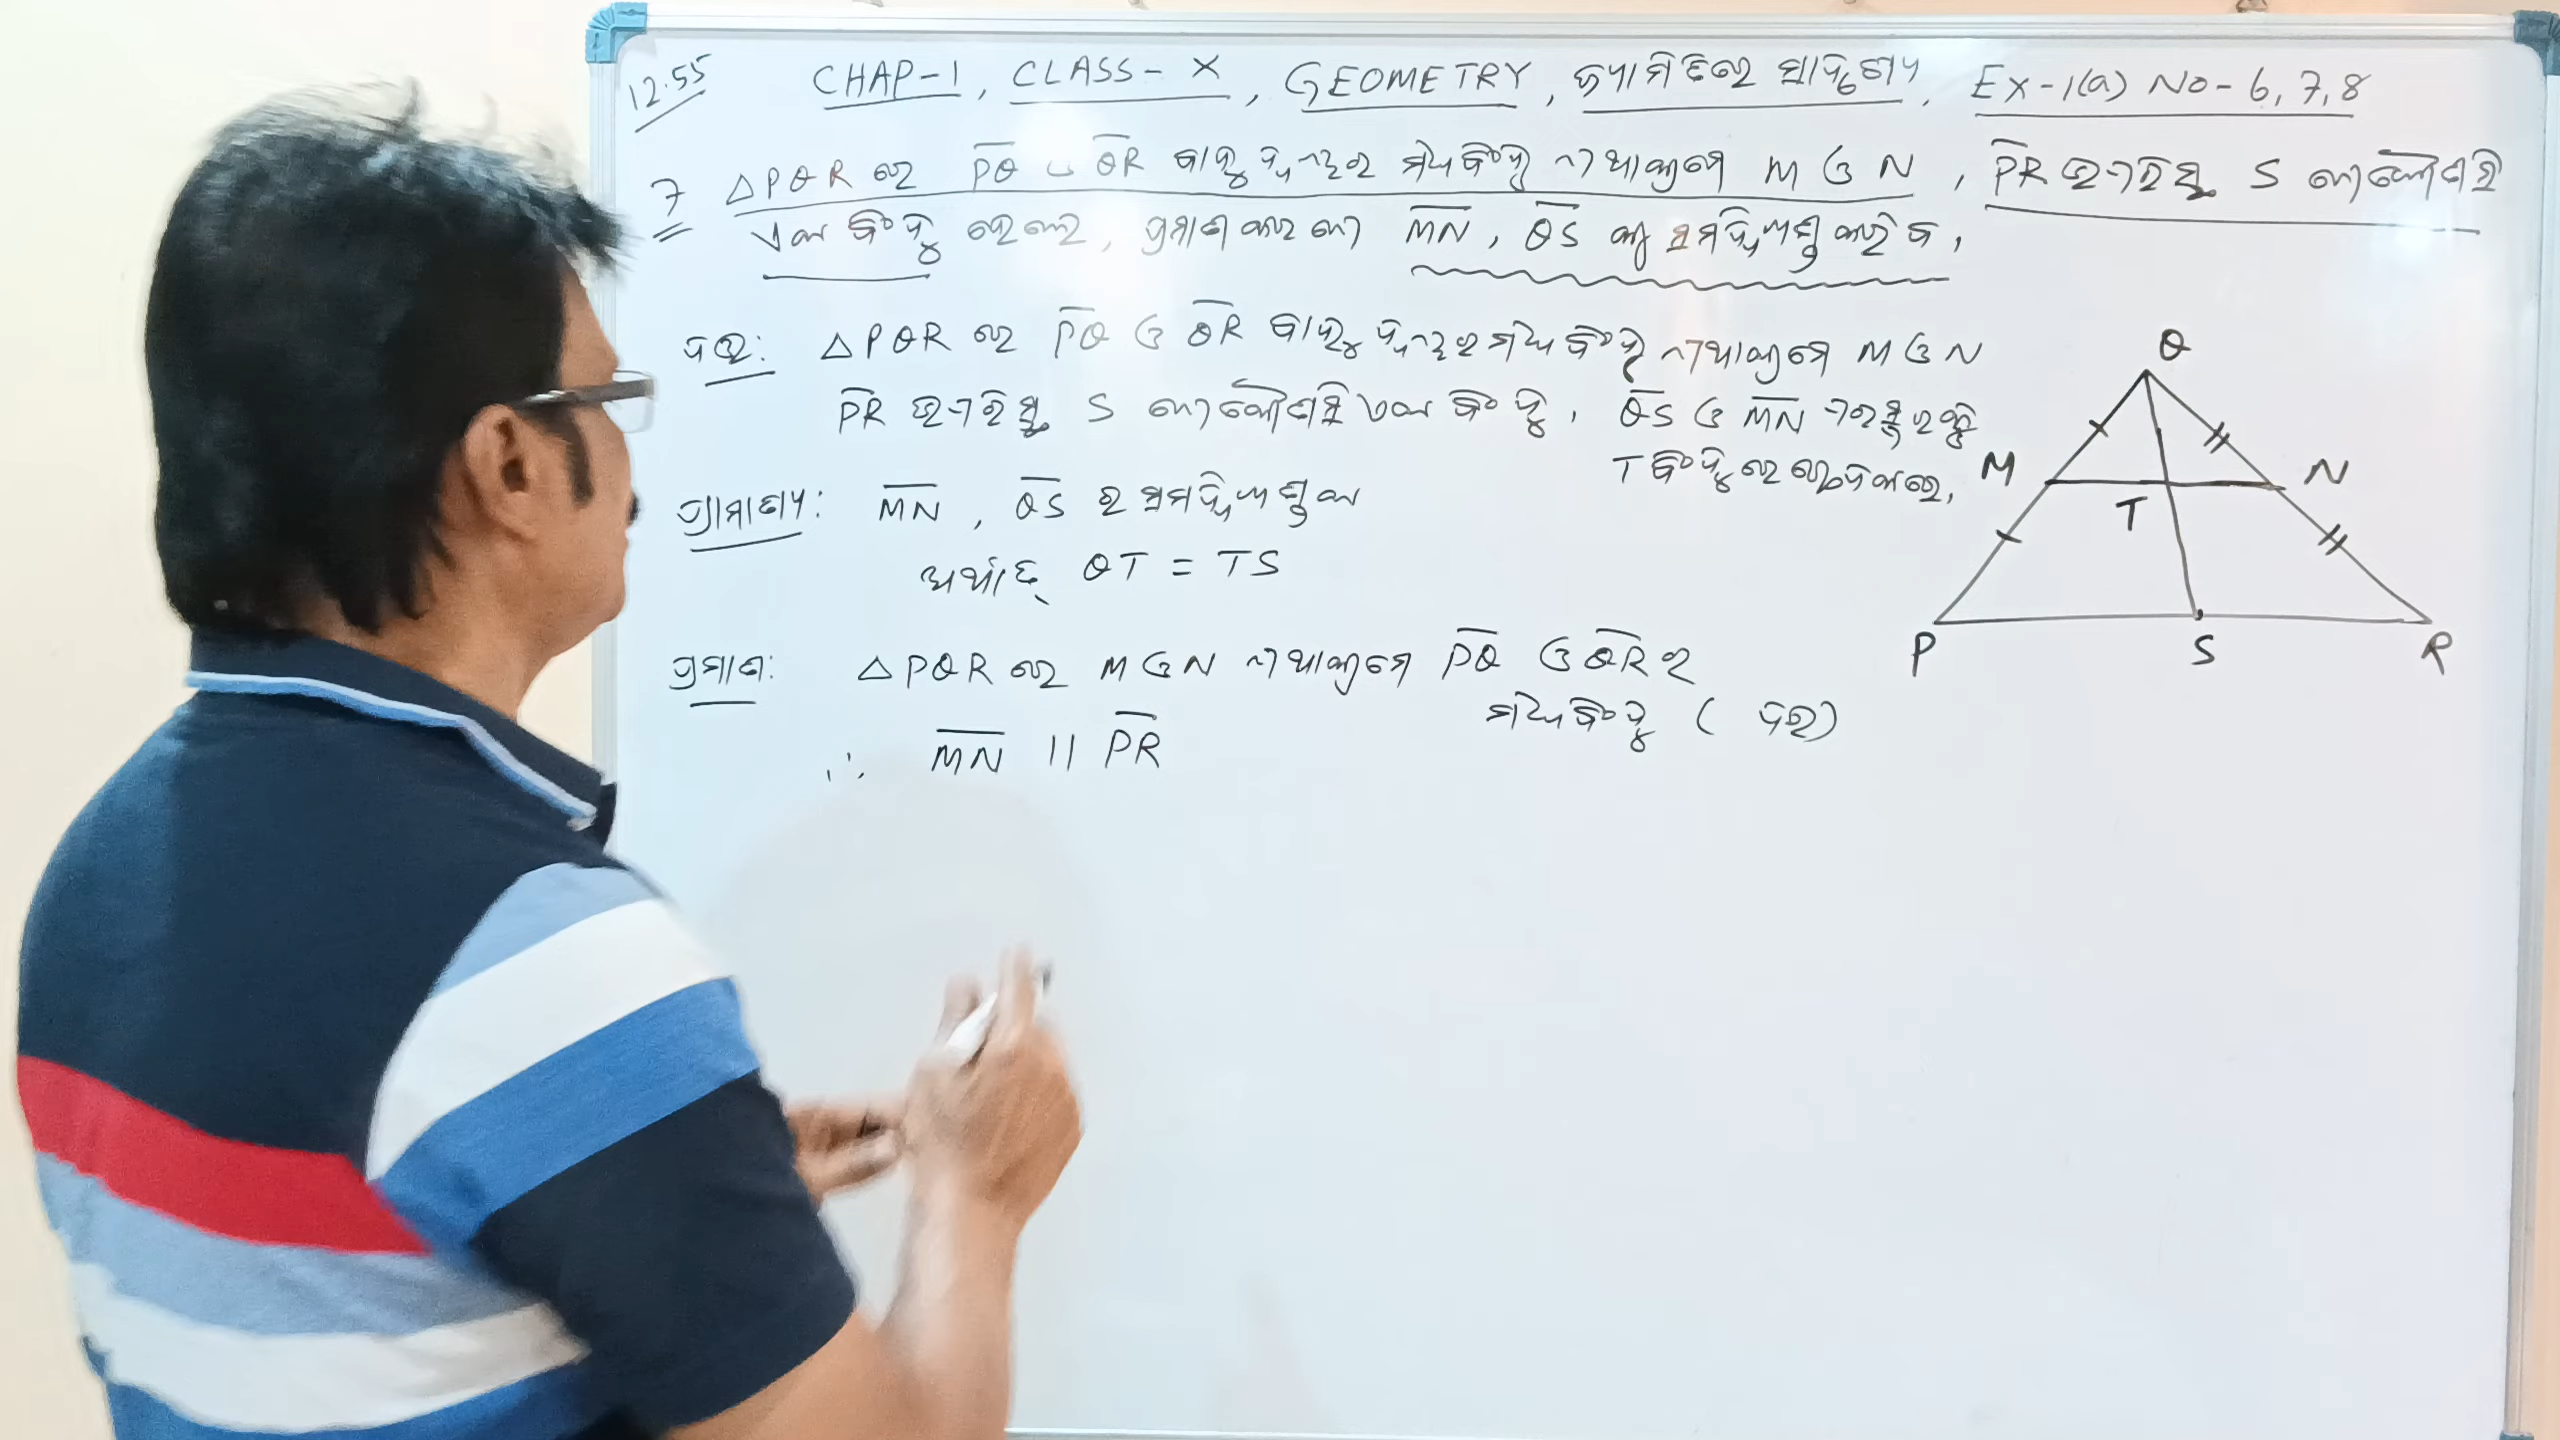 12.55
CHAP-1, CLASS-X, GEOMETRY, ଜ୍ୟାମିତିରେ ସାଦୃଶ୍ୟ, EX-1(a) No-6,7,8
7 △PQR ରେ PQ ଓ QR ବାହୁଦ୍ୱୟର ମଧ୍ୟବିନ୍ଦୁ ଯଥାକ୍ରମେ M ଓ N, PR ଉପରିସ୍ଥ S ଯେକୌଣସି
ଏକ ବିନ୍ଦୁ ହେଲେ, ପ୍ରମାଣ କର ଯେ MN, QS କୁ ସମଦ୍ୱିଖଣ୍ଡ କରିବ,
ଦତ୍ତ: △PQR ରେ PQ ଓ QR ବାହୁଦ୍ୱୟର ମଧ୍ୟବିନ୍ଦୁ ଯଥାକ୍ରମେ M ଓ N
PR ଉପରିସ୍ଥ S ଯେକୌଣସି ଏକ ବିନ୍ଦୁ, QS ଓ MN ପରସ୍ପରକୁ
T ବିନ୍ଦୁରେ ଛେଦକରେ,
ପ୍ରାମାଣ୍ୟ: MN, QS ର ସମଦ୍ୱିଖଣ୍ଡକ
ଅର୍ଥାତ୍ QT = TS
ପ୍ରମାଣ: △PQR ରେ M ଓ N ଯଥାକ୍ରମେ PQ ଓ QR ର
ମଧ୍ୟବିନ୍ଦୁ (ଦତ୍ତ)
∴ MN || PR
Q
M
T
N
P
S
R